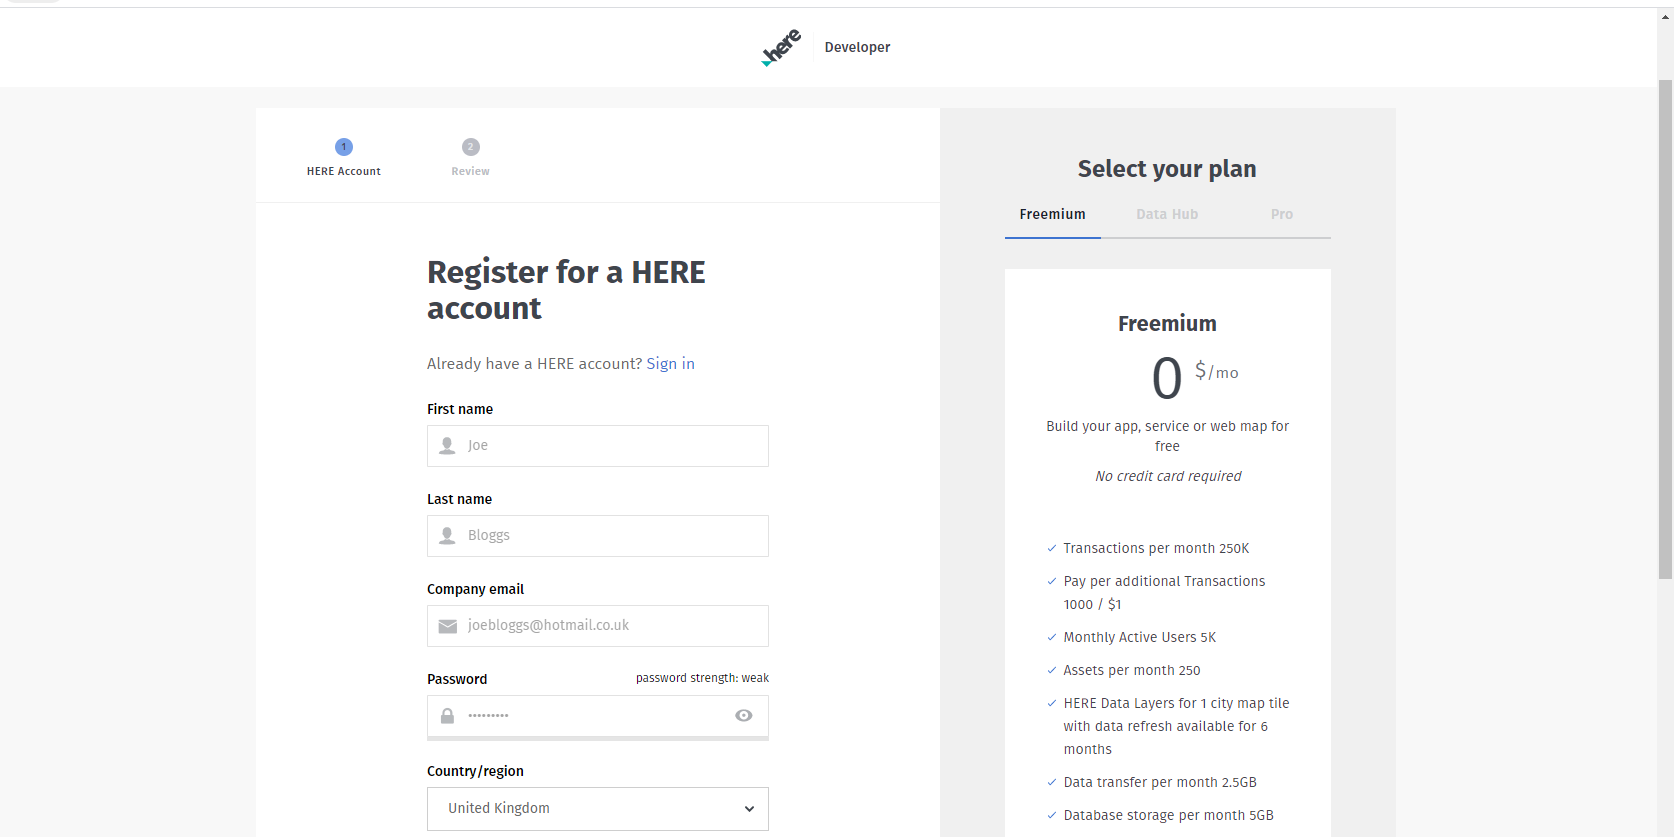 here
Developer
1
HERE Account
2
Review
Register for a HERE
account
Already have a HERE account? Sign in
First name
Joe
Last name
Bloggs
Company email
joebloggs@hotmail.co.uk
Password
password strength: weak
•••••••••
Country/region
United Kingdom
Select your plan
Freemium
Data Hub
Pro
Freemium
0 $/mo
Build your app, service or web map for
free
No credit card required
Transactions per month 250K
Pay per additional Transactions
1000 / $1
Monthly Active Users 5K
Assets per month 250
HERE Data Layers for 1 city map tile
with data refresh available for 6
months
Data transfer per month 2.5GB
Database storage per month 5GB